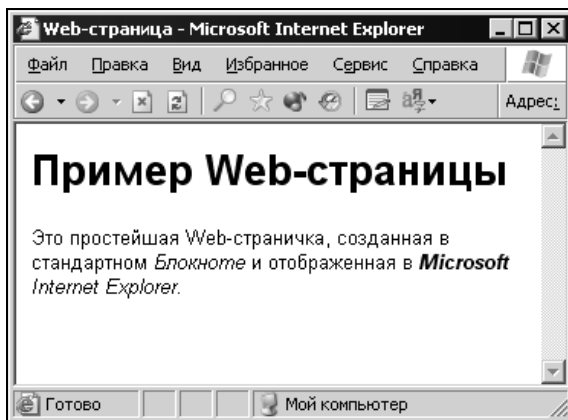 Web-страница - Microsoft Internet Explorer
Файл Правка Вид Избранное Сервис Справка
Адрес:
Пример Web-страницы
Это простейшая Web-страничка, созданная в
стандартном Блокноте и отображенная в Microsoft
Internet Explorer.
Готово Мой компьютер